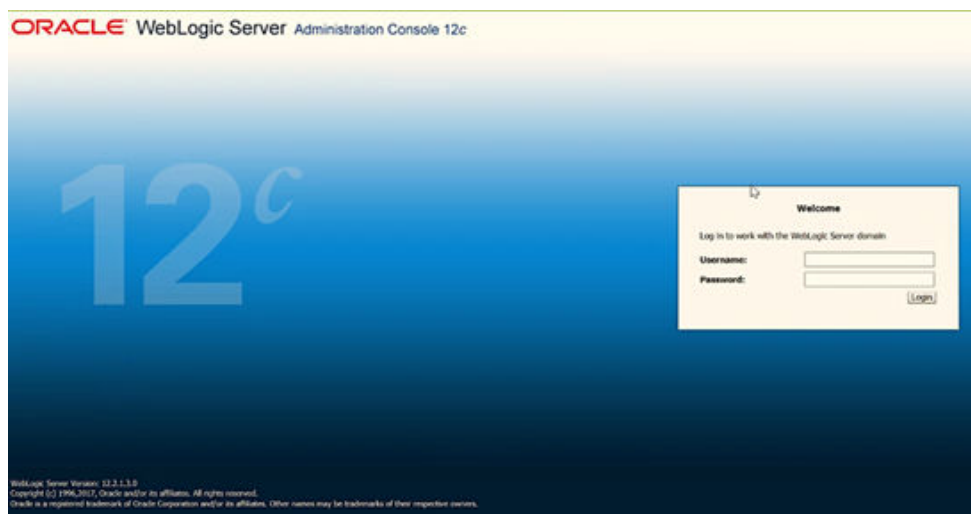 ORACLE WebLogic Server Administration Console 12c
12c
Welcome
Log in to work with the WebLogic Server domain
Username:
Password:
Login
WebLogic Server Version: 12.2.1.3.0
Copyright (c) 1996,2017, Oracle and/or its affiliates. All rights reserved.
Oracle is a registered trademark of Oracle Corporation and/or its affiliates. Other names may be trademarks of their respective owners.